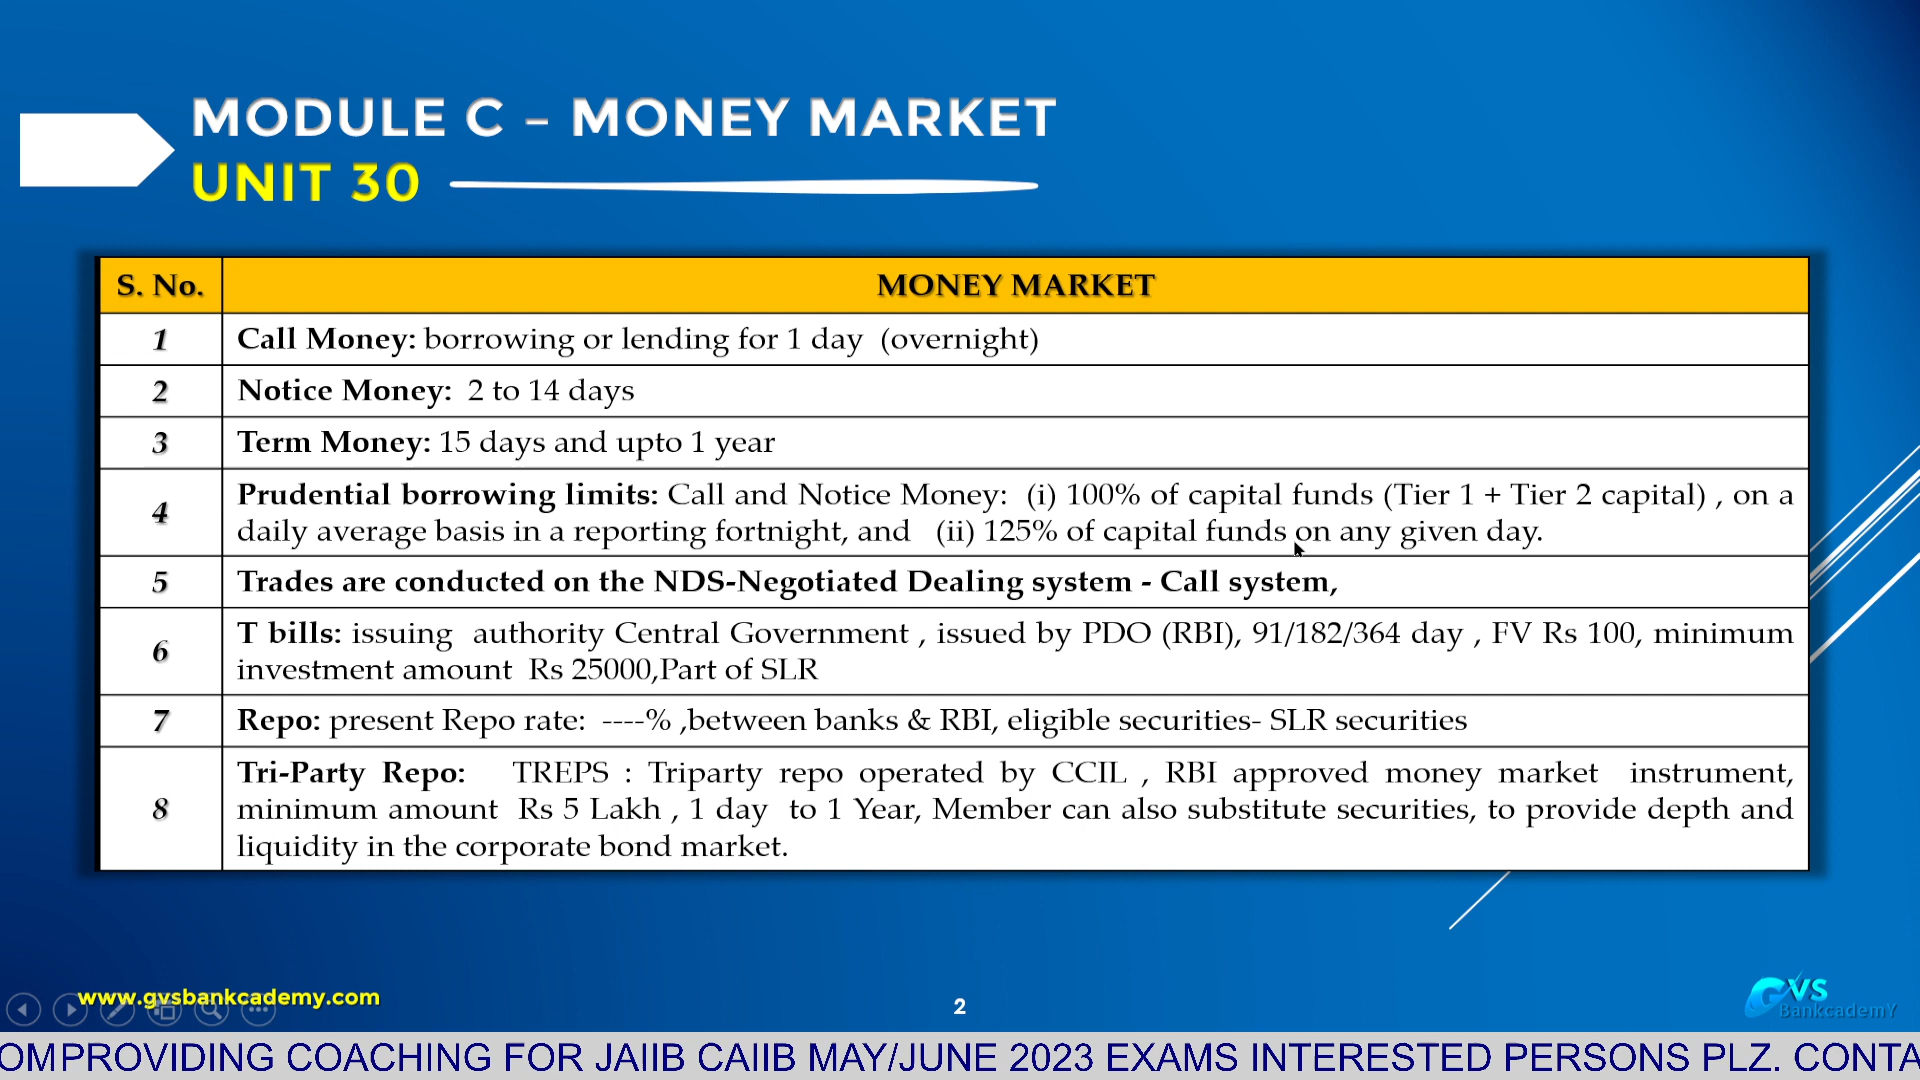 MODULE C – MONEY MARKET
UNIT 30
S. No. MONEY MARKET
1 Call Money: borrowing or lending for 1 day (overnight)
2 Notice Money: 2 to 14 days
3 Term Money: 15 days and upto 1 year
4 Prudential borrowing limits: Call and Notice Money: (i) 100% of capital funds (Tier 1 + Tier 2 capital) , on a
daily average basis in a reporting fortnight, and (ii) 125% of capital funds on any given day.
5 Trades are conducted on the NDS-Negotiated Dealing system - Call system,
6 T bills: issuing authority Central Government , issued by PDO (RBI), 91/182/364 day , FV Rs 100, minimum
investment amount Rs 25000,Part of SLR
7 Repo: present Repo rate: ----% ,between banks & RBI, eligible securities- SLR securities
8 Tri-Party Repo: TREPS : Triparty repo operated by CCIL , RBI approved money market instrument,
minimum amount Rs 5 Lakh , 1 day to 1 Year, Member can also substitute securities, to provide depth and
liquidity in the corporate bond market.
www.gvsbankcademy.com
2
GVS
BankcademY
OMPROVIDING COACHING FOR JAIIB CAIIB MAY/JUNE 2023 EXAMS INTERESTED PERSONS PLZ. CONTA